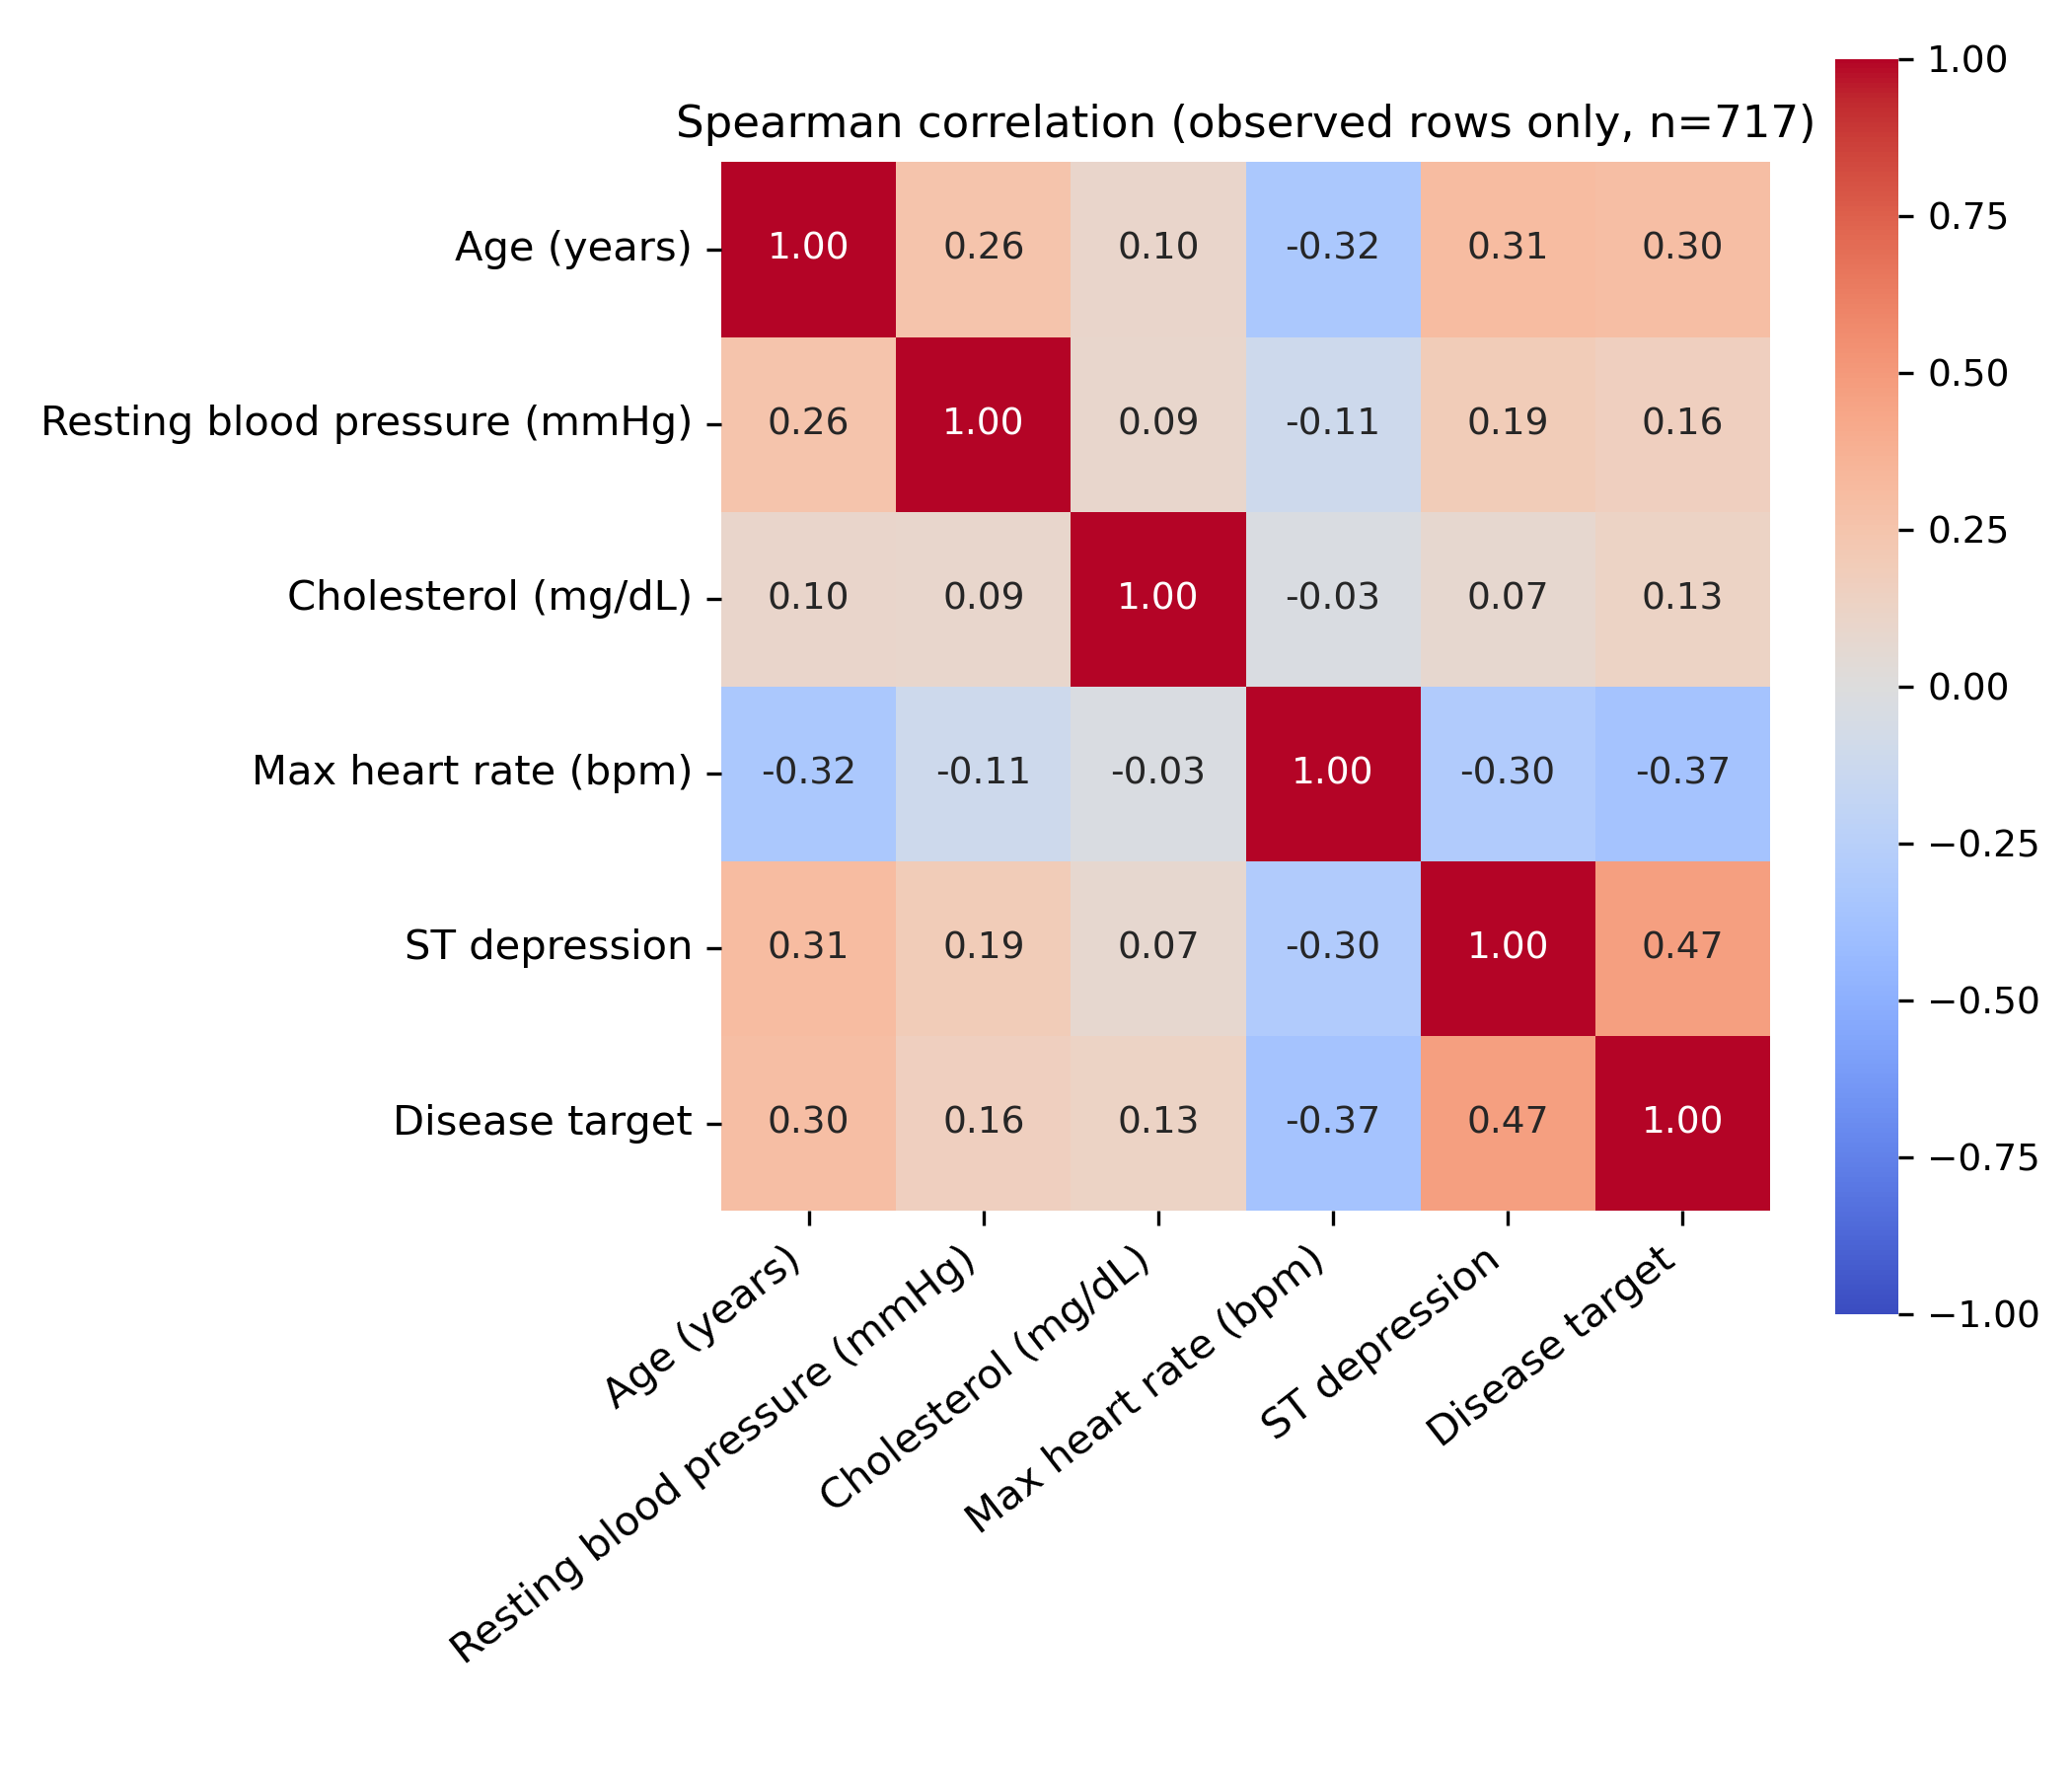 Spearman correlation (observed rows only, n=717)
Age (years) 1.00 0.26 0.10 -0.32 0.31 0.30
Resting blood pressure (mmHg) 0.26 1.00 0.09 -0.11 0.19 0.16
Cholesterol (mg/dL) 0.10 0.09 1.00 -0.03 0.07 0.13
Max heart rate (bpm) -0.32 -0.11 -0.03 1.00 -0.30 -0.37
ST depression 0.31 0.19 0.07 -0.30 1.00 0.47
Disease target 0.30 0.16 0.13 -0.37 0.47 1.00
Age (years)
Resting blood pressure (mmHg)
Cholesterol (mg/dL)
Max heart rate (bpm)
ST depression
Disease target
1.00
0.75
0.50
0.25
0.00
−0.25
−0.50
−0.75
−1.00